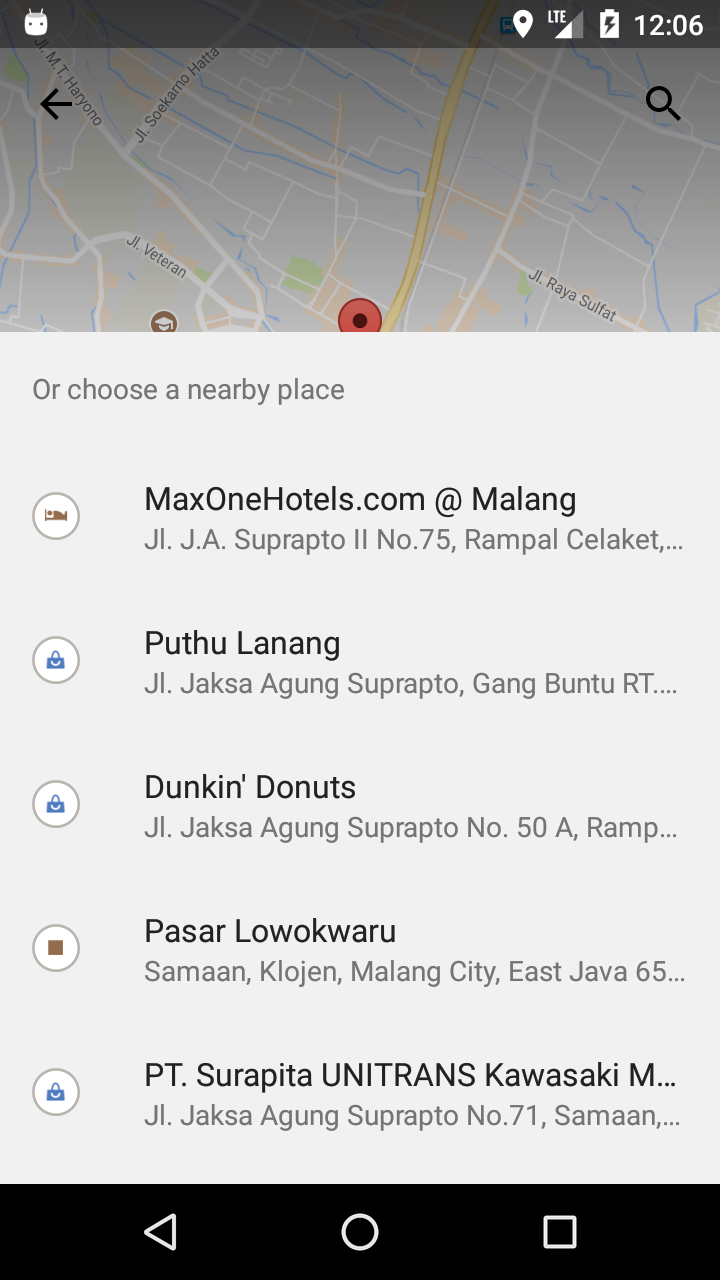 LTE 12:06
Jl. M.T. Haryono
Jl. Soekarno Hatta
Jl. Veteran
Jl. Raya Sulfat
Or choose a nearby place
MaxOneHotels.com @ Malang
Jl. J.A. Suprapto II No.75, Rampal Celaket,...
Puthu Lanang
Jl. Jaksa Agung Suprapto, Gang Buntu RT....
Dunkin' Donuts
Jl. Jaksa Agung Suprapto No. 50 A, Ramp...
Pasar Lowokwaru
Samaan, Klojen, Malang City, East Java 65...
PT. Surapita UNITRANS Kawasaki M...
Jl. Jaksa Agung Suprapto No.71, Samaan,...